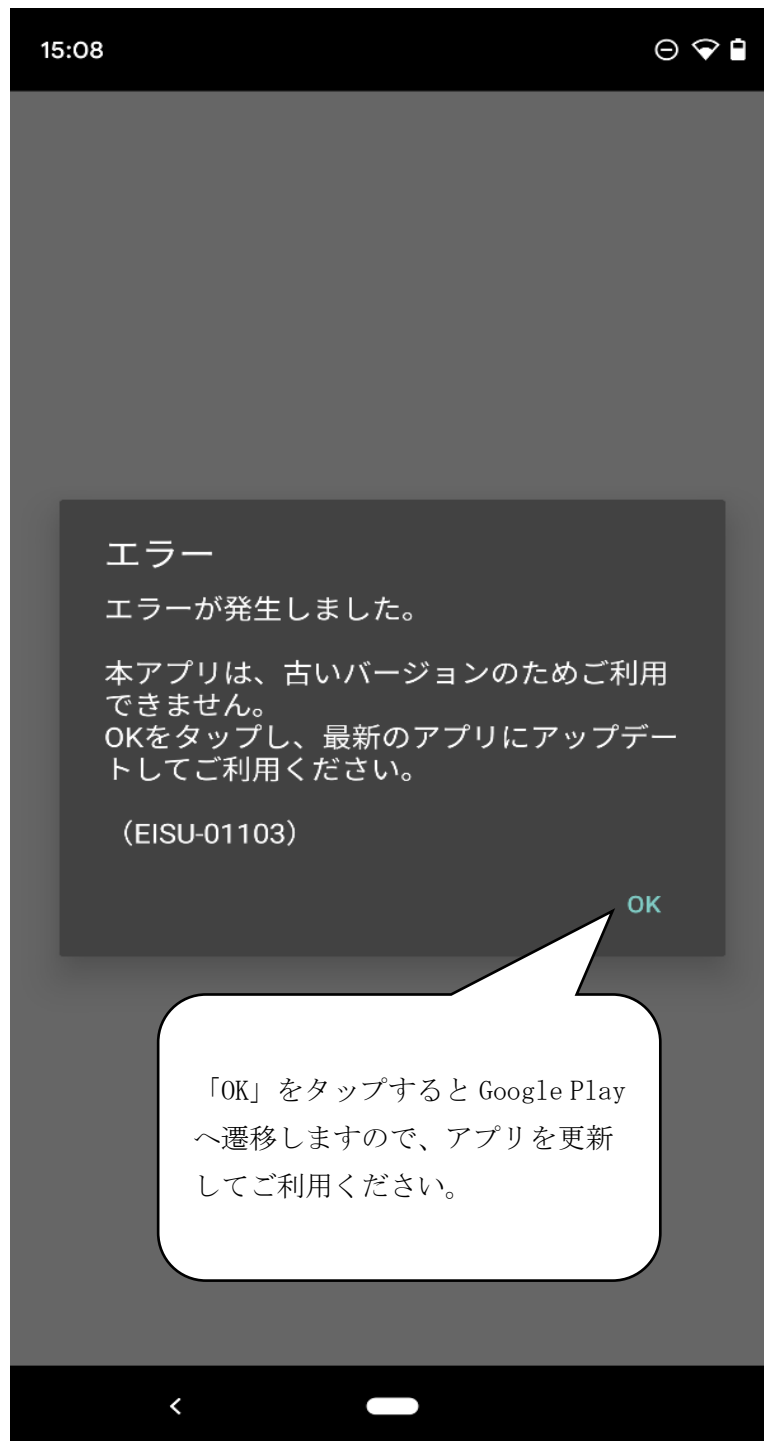 15:08
エラー
エラーが発生しました。
本アプリは、古いバージョンのためご利用
できません。
OKをタップし、最新のアプリにアップデー
トしてご利用ください。
（EISU-01103）
OK
「OK」をタップすると Google Play
へ遷移しますので、アプリを更新
してご利用ください。